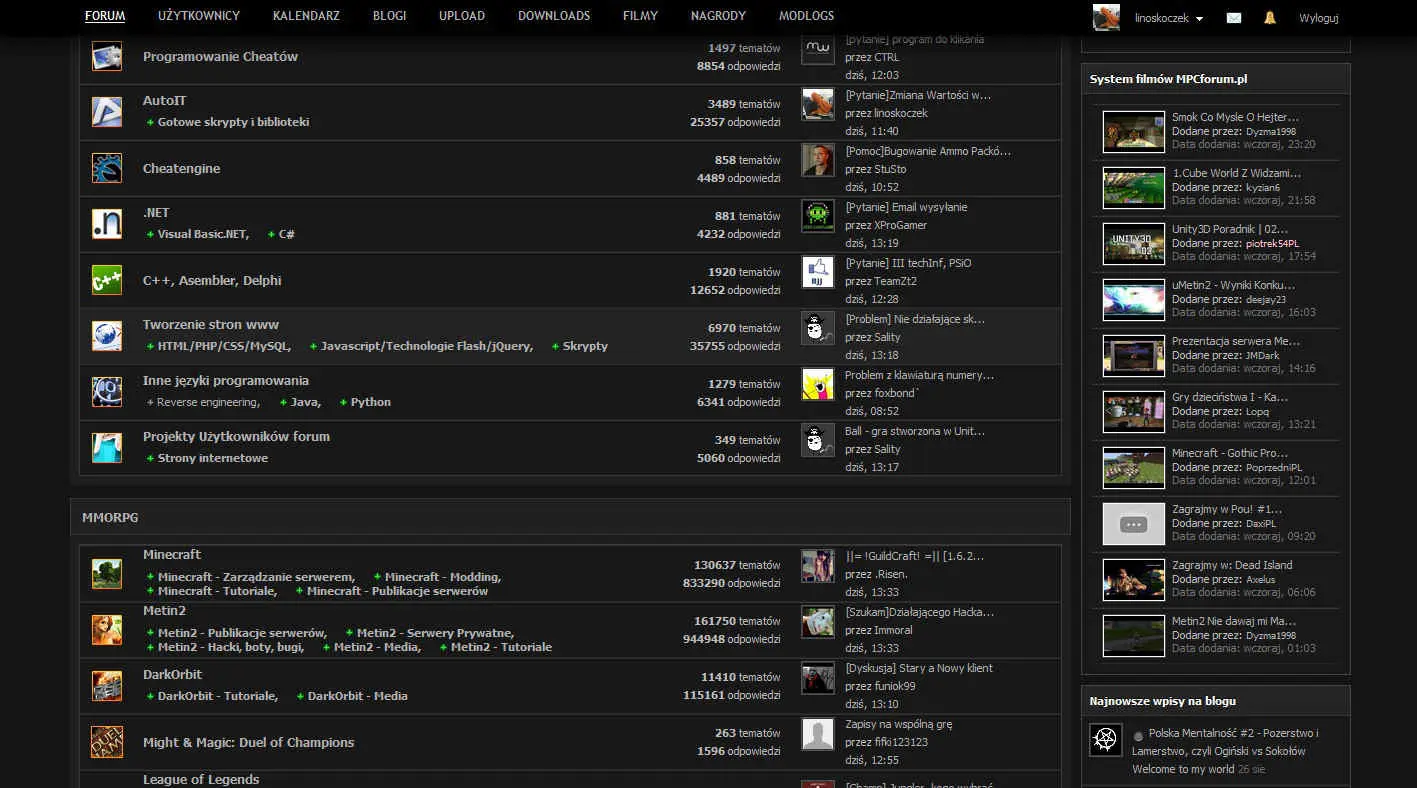 FORUM UŻYTKOWNICY KALENDARZ BLOGI UPLOAD DOWNLOADS FILMY NAGRODY MODLOGS linoskoczek Wyloguj
Programowanie Cheatów
1497 tematów
8854 odpowiedzi
[pytanie] program do klikania
przez CTRL
dziś, 12:03
AutoIT
+ Gotowe skrypty i biblioteki
3489 tematów
25357 odpowiedzi
[Pytanie]Zmiana Wartości w...
przez linoskoczek
dziś, 11:40
Cheatengine
858 tematów
4489 odpowiedzi
[Pomoc]Bugowanie Ammo Packó...
przez StuSto
dziś, 10:52
.NET
+ Visual Basic.NET, + C#
881 tematów
4232 odpowiedzi
[Pytanie] Email wysyłanie
przez XProGamer
dziś, 13:19
C++, Asembler, Delphi
1920 tematów
12652 odpowiedzi
[Pytanie] III techInf, PSiO
przez TeamZt2
dziś, 12:28
Tworzenie stron www
+ HTML/PHP/CSS/MySQL, + Javascript/Technologie Flash/jQuery, + Skrypty
6970 tematów
35755 odpowiedzi
[Problem] Nie działające sk...
przez Sality
dziś, 13:18
Inne języki programowania
+ Reverse engineering, + Java, + Python
1279 tematów
6341 odpowiedzi
Problem z klawiaturą numery...
przez foxbond`
dziś, 08:52
Projekty Użytkowników forum
+ Strony internetowe
349 tematów
5060 odpowiedzi
Ball - gra stworzona w Unit...
przez Sality
dziś, 13:17
MMORPG
Minecraft
+ Minecraft - Zarządzanie serwerem, + Minecraft - Modding,
+ Minecraft - Tutoriale, + Minecraft - Publikacje serwerów
130637 tematów
833290 odpowiedzi
||= !GuildCraft! =|| [1.6.2...
przez .Risen.
dziś, 13:33
Metin2
+ Metin2 - Publikacje serwerów, + Metin2 - Serwery Prywatne,
+ Metin2 - Hacki, boty, bugi, + Metin2 - Media, + Metin2 - Tutoriale
161750 tematów
944948 odpowiedzi
[Szukam]Działającego Hacka...
przez Immoral
dziś, 13:33
DarkOrbit
+ DarkOrbit - Tutoriale, + DarkOrbit - Media
11410 tematów
115161 odpowiedzi
[Dyskusja] Stary a Nowy klient
przez funiok99
dziś, 13:10
Might & Magic: Duel of Champions
263 tematów
1596 odpowiedzi
Zapisy na wspólną grę
przez fifki123123
dziś, 12:55
League of Legends
System filmów MPCforum.pl
Smok Co Mysle O Hejter...
Dodane przez: Dyzma1998
Data dodania: wczoraj, 23:20
1.Cube World Z Widzami...
Dodane przez: kyzian6
Data dodania: wczoraj, 21:58
UNITY3D 03
Unity3D Poradnik | 02...
Dodane przez: piotrek54PL
Data dodania: wczoraj, 17:54
uMetin2 - Wyniki Konku...
Dodane przez: deejay23
Data dodania: wczoraj, 16:03
Prezentacja serwera Me...
Dodane przez: JMDark
Data dodania: wczoraj, 14:16
Gry dzieciństwa I - Ka...
Dodane przez: Lopq
Data dodania: wczoraj, 13:21
Minecraft - Gothic Pro...
Dodane przez: PoprzedniPL
Data dodania: wczoraj, 12:01
Zagrajmy w Pou! #1...
Dodane przez: DaxiPL
Data dodania: wczoraj, 09:20
Zagrajmy w: Dead Island
Dodane przez: Axelus
Data dodania: wczoraj, 06:06
Metin2 Nie dawaj mi Ma...
Dodane przez: Dyzma1998
Data dodania: wczoraj, 01:03
Najnowsze wpisy na blogu
Polska Mentalność #2 - Pozerstwo i
Lamerstwo, czyli Ogiński vs Sokołów
Welcome to my world 26 sie